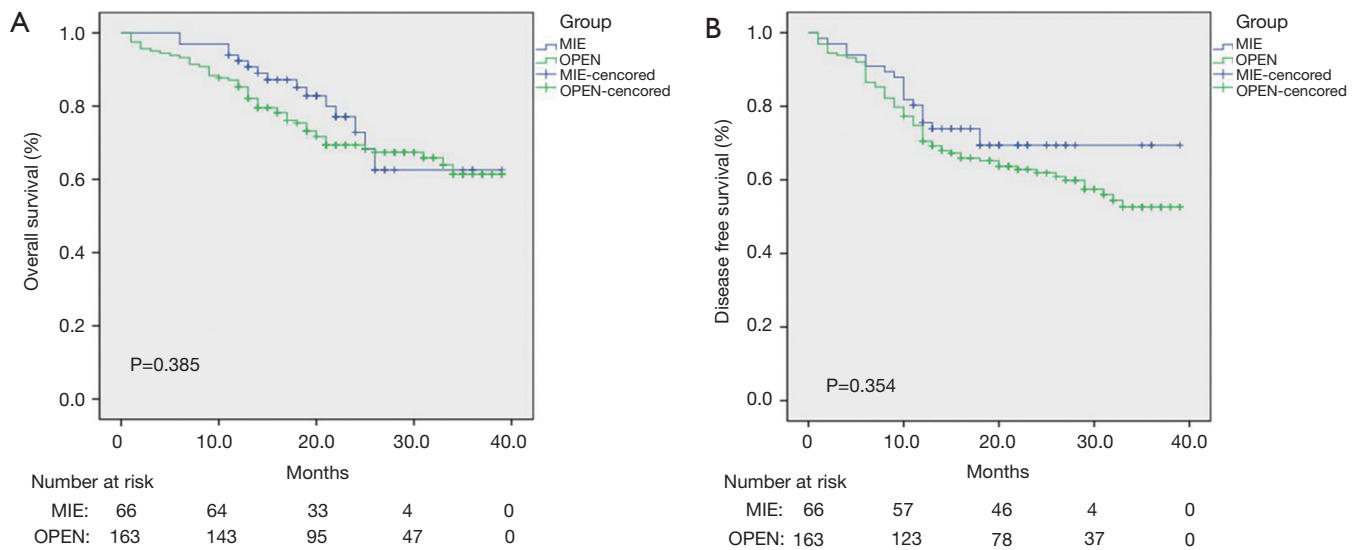 A
Overall survival (%)
1.0
0.8
0.6
0.4
0.2
0.0
P=0.385
0 10.0 20.0 30.0 40.0
Months
Group
MIE
OPEN
MIE-cencored
OPEN-cencored
Number at risk
MIE: 66 64 33 4 0
OPEN: 163 143 95 47 0
B
Disease free survival (%)
1.0
0.8
0.6
0.4
0.2
0.0
P=0.354
0 10.0 20.0 30.0 40.0
Months
Group
MIE
OPEN
MIE-cencored
OPEN-cencored
Number at risk
MIE: 66 57 46 4 0
OPEN: 163 123 78 37 0